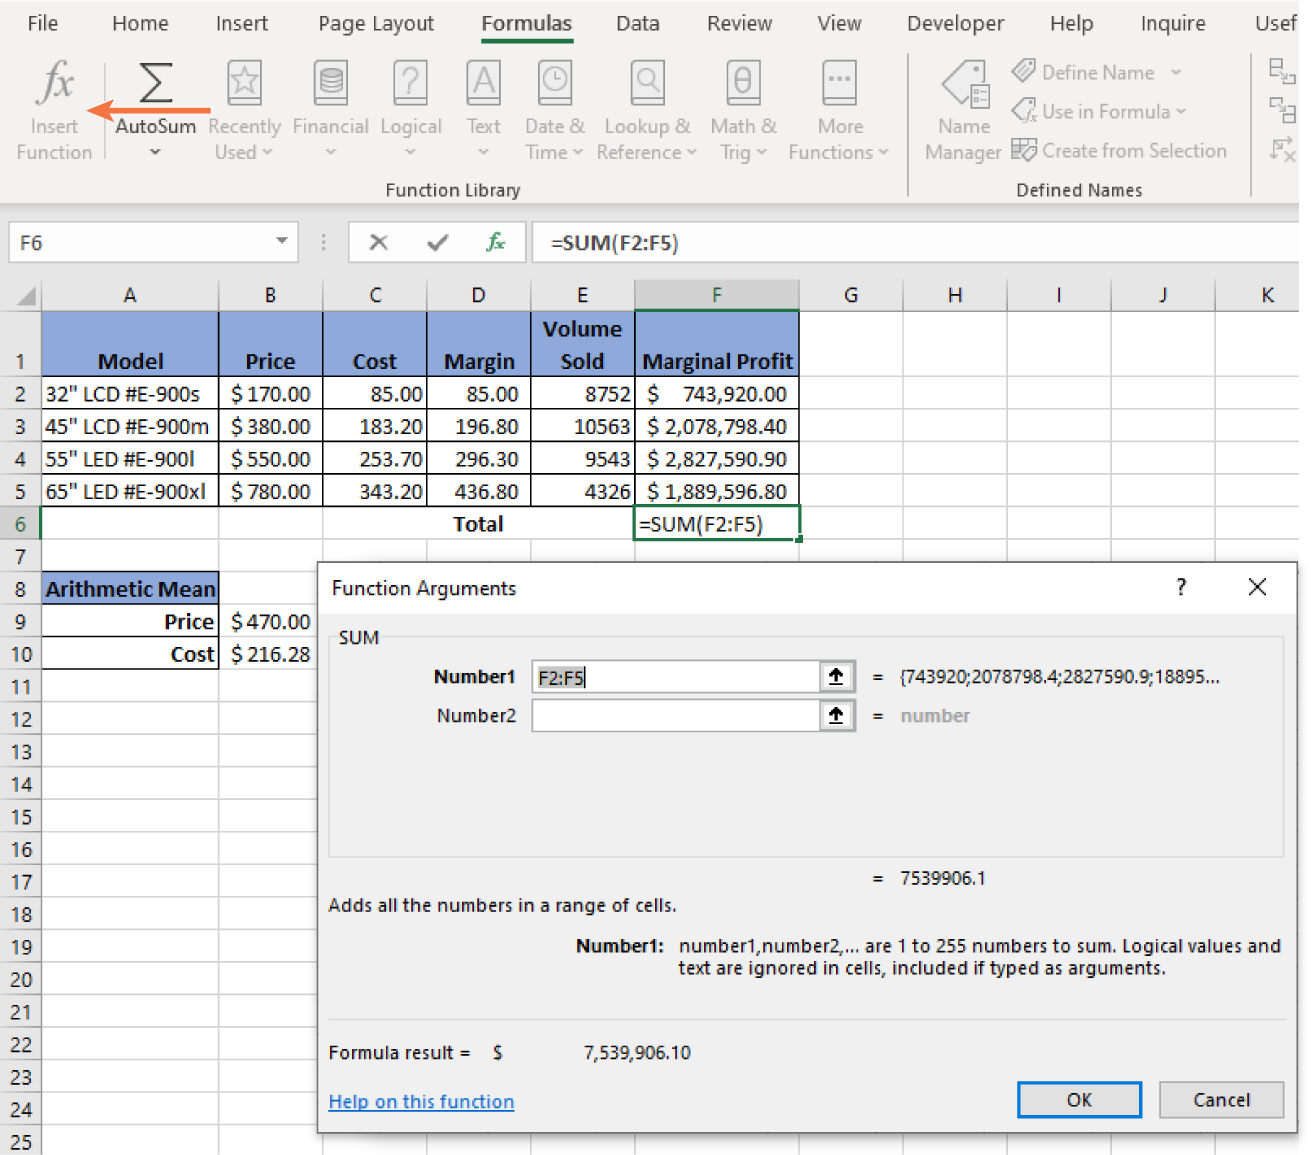 File Home Insert Page Layout Formulas Data Review View Developer Help Inquire Usef
fx Σ ? A θ
Insert Function
AutoSum
Recently Used
Financial
Logical
Text
Date & Time
Lookup & Reference
Math & Trig
More Functions
Function Library
Name Manager
Define Name
Use in Formula
Create from Selection
Defined Names
F6 fx =SUM(F2:F5)
A B C D E F G H I J K
1 Model Price Cost Margin Volume Sold Marginal Profit
2 32" LCD #E-900s $ 170.00 85.00 85.00 8752 $ 743,920.00
3 45" LCD #E-900m $ 380.00 183.20 196.80 10563 $ 2,078,798.40
4 55" LED #E-900l $ 550.00 253.70 296.30 9543 $ 2,827,590.90
5 65" LED #E-900xl $ 780.00 343.20 436.80 4326 $ 1,889,596.80
6 Total =SUM(F2:F5)
7
8 Arithmetic Mean
9 Price $ 470.00
10 Cost $ 216.28
11
12
13
14
15
16
17
18
19
20
21
22
23
24
25
Function Arguments ? X
SUM
Number1 F2:F5 = {743920;2078798.4;2827590.9;18895...
Number2 = number
= 7539906.1
Adds all the numbers in a range of cells.
Number1: number1,number2,... are 1 to 255 numbers to sum. Logical values and
text are ignored in cells, included if typed as arguments.
Formula result = $ 7,539,906.10
Help on this function OK Cancel